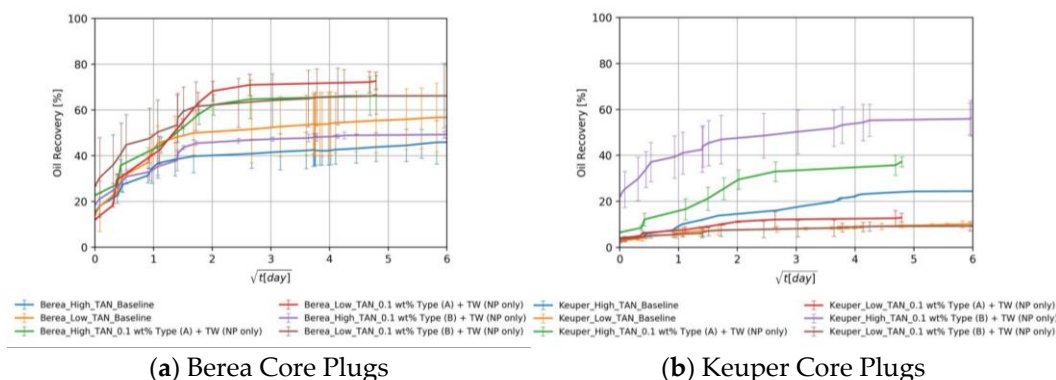 100
80
60
40
20
0
Oil Recovery [%]
0 1 2 3 4 5 6
√t[day]
Berea_High_TAN_Baseline
Berea_Low_TAN_Baseline
Berea_High_TAN_0.1 wt% Type (A) + TW (NP only)
Berea_Low_TAN_0.1 wt% Type (A) + TW (NP only)
Berea_High_TAN_0.1 wt% Type (B) + TW (NP only)
Berea_Low_TAN_0.1 wt% Type (B) + TW (NP only)
(a) Berea Core Plugs
100
80
60
40
20
0
Oil Recovery [%]
0 1 2 3 4 5 6
√t[day]
Keuper_High_TAN_Baseline
Keuper_Low_TAN_Baseline
Keuper_High_TAN_0.1 wt% Type (A) + TW (NP only)
Keuper_Low_TAN_0.1 wt% Type (A) + TW (NP only)
Keuper_High_TAN_0.1 wt% Type (B) + TW (NP only)
Keuper_Low_TAN_0.1 wt% Type (B) + TW (NP only)
(b) Keuper Core Plugs